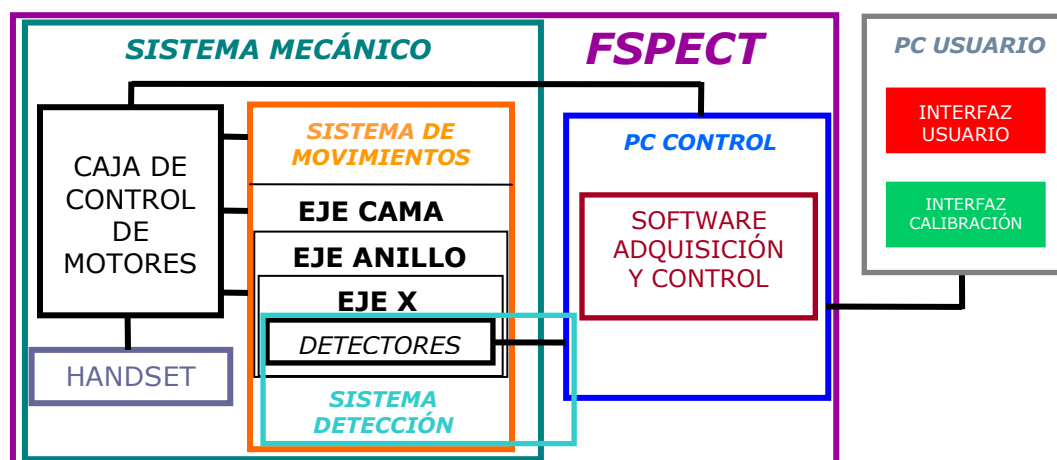 SISTEMA MECÁNICO
FSPECT
PC USUARIO
CAJA DE
CONTROL
DE
MOTORES
HANDSET
SISTEMA DE
MOVIMIENTOS
EJE CAMA
EJE ANILLO
EJE X
DETECTORES
SISTEMA
DETECCIÓN
PC CONTROL
SOFTWARE
ADQUISICIÓN
Y CONTROL
INTERFAZ
USUARIO
INTERFAZ
CALIBRACIÓN